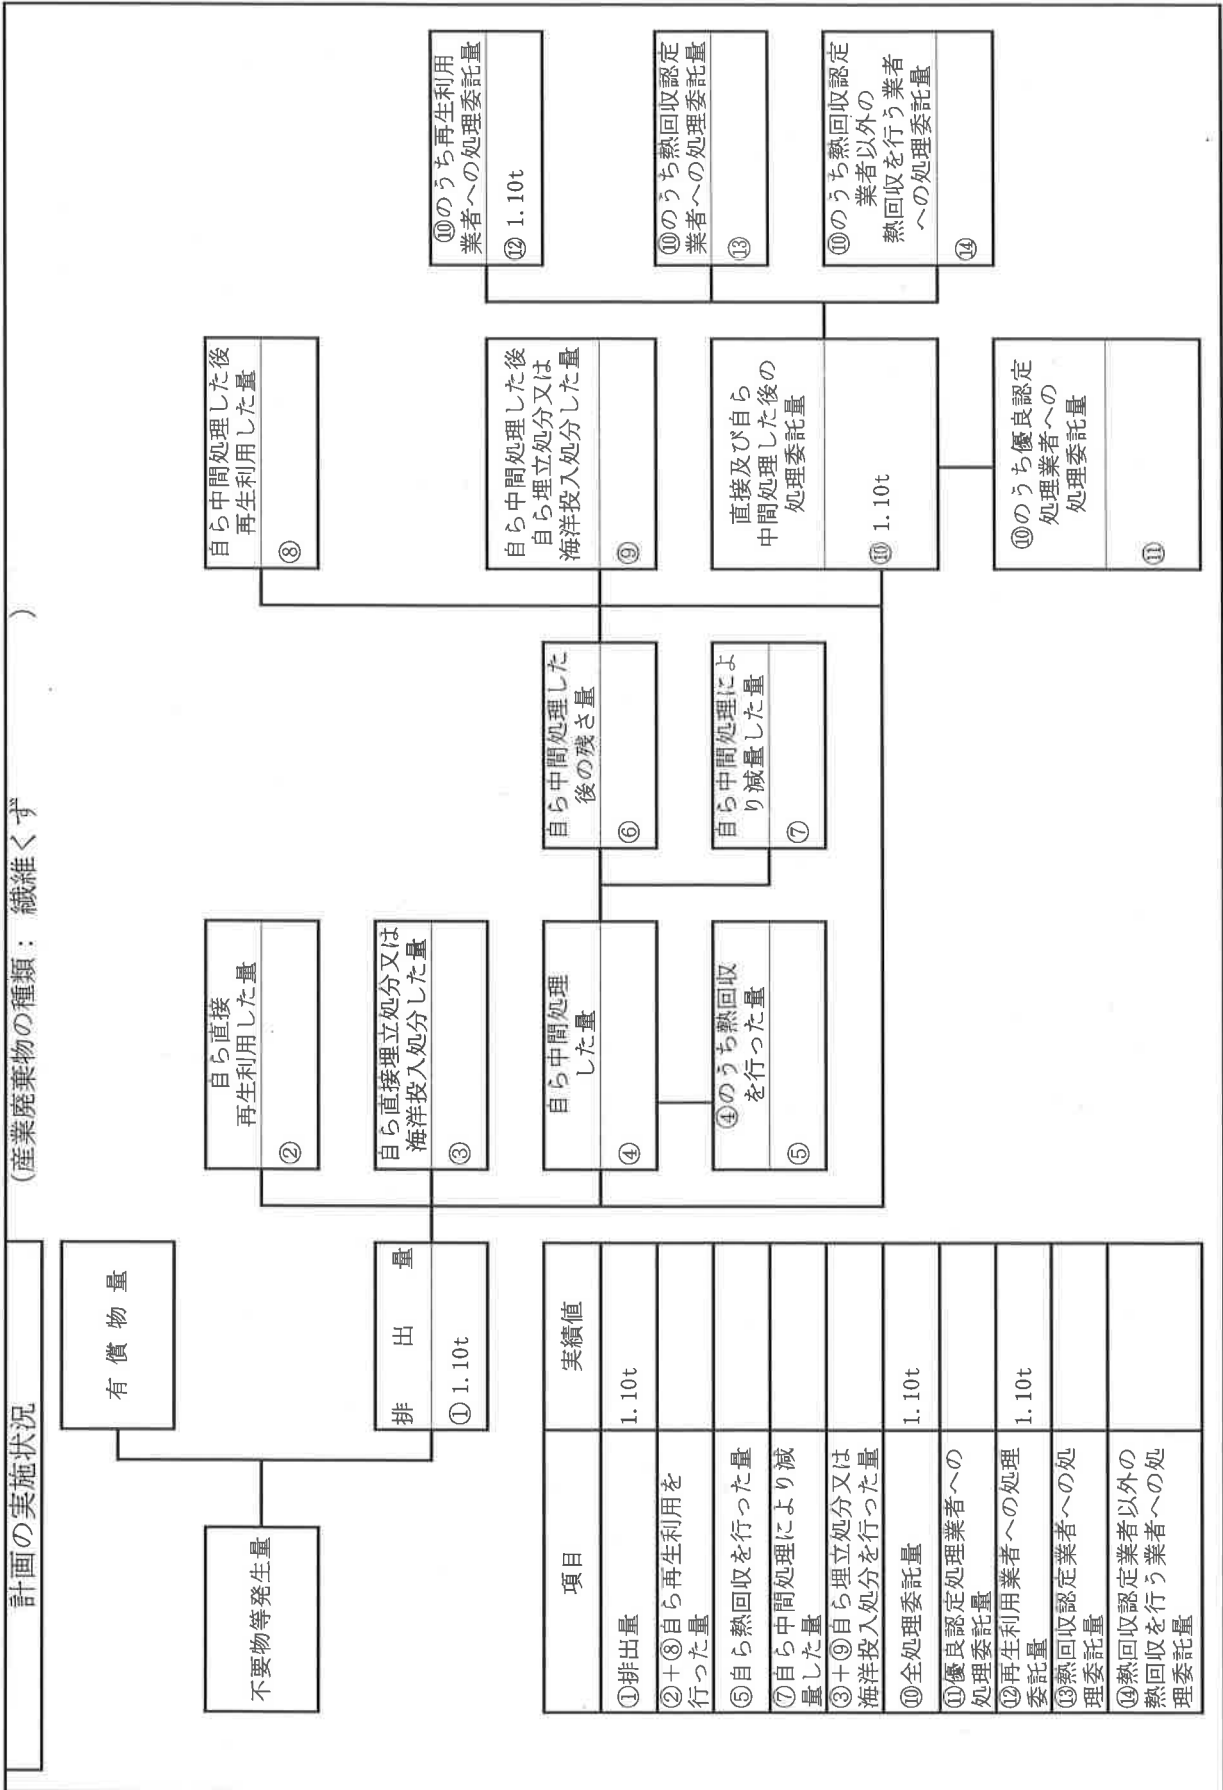 計画の実施状況
(産業廃棄物の種類： 繊維くず )
不要物等発生量
有償物量
排出量
① 1.10t
自ら直接
再生利用した量
②
自ら直接埋立処分又は
海洋投入処分した量
③
自ら中間処理
した量
④
④のうち熱回収
を行った量
⑤
自ら中間処理した
後の残さ量
⑥
自ら中間処理によ
り減量した量
⑦
自ら中間処理した後
再生利用した量
⑧
自ら中間処理した後
自ら埋立処分又は
海洋投入処分した量
⑨
直接及び自ら
中間処理した後の
処理委託量
⑩ 1.10t
⑩のうち優良認定
処理業者への
処理委託量
⑪
⑩のうち再生利用
業者への処理委託量
⑫ 1.10t
⑩のうち熱回収認定
業者への処理委託量
⑬
⑩のうち熱回収認定
業者以外の
熱回収を行う業者
への処理委託量
⑭
項目 実績値
①排出量 1.10t
②＋⑧自ら再生利用を
行った量
⑤自ら熱回収を行った量
⑦自ら中間処理により減
量した量
③＋⑨自ら埋立処分又は
海洋投入処分を行った量
⑩全処理委託量 1.10t
⑪優良認定処理業者への
処理委託量
⑫再生利用業者への処理
委託量 1.10t
⑬熱回収認定業者への処
理委託量
⑭熱回収認定業者以外の
熱回収を行う業者への処
理委託量